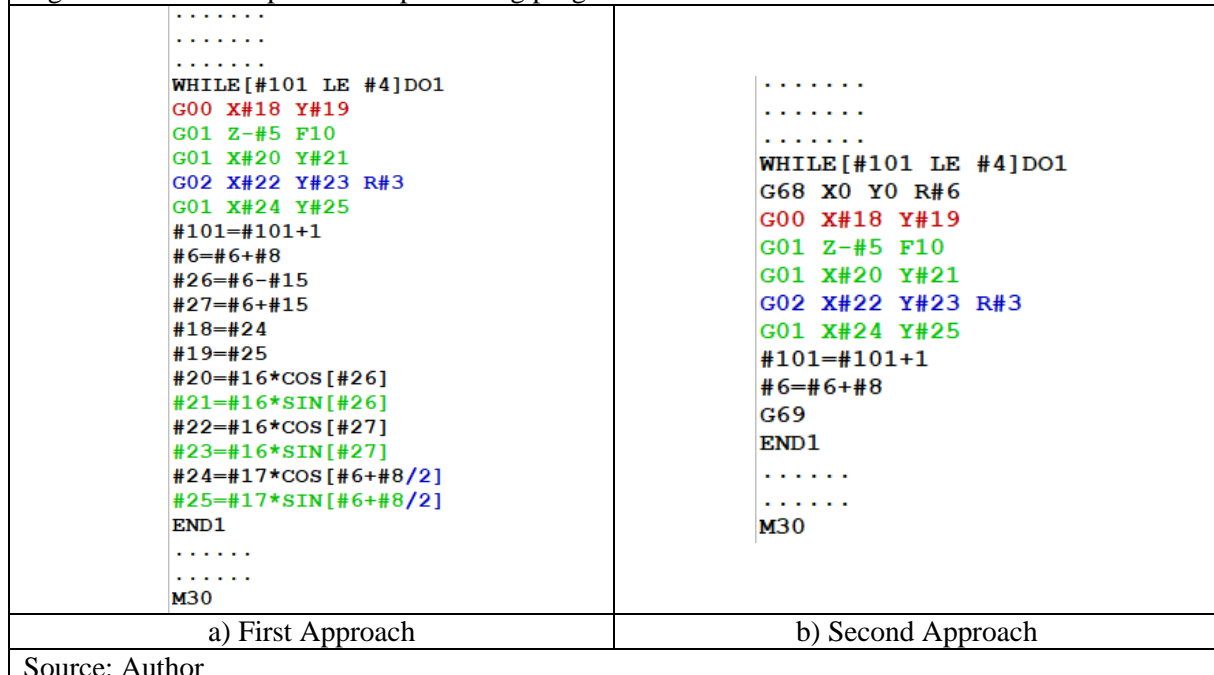 .......
.......
.......
WHILE[#101 LE #4]DO1
G00 X#18 Y#19
G01 Z-#5 F10
G01 X#20 Y#21
G02 X#22 Y#23 R#3
G01 X#24 Y#25
#101=#101+1
#6=#6+#8
#26=#6-#15
#27=#6+#15
#18=#24
#19=#25
#20=#16*COS[#26]
#21=#16*SIN[#26]
#22=#16*COS[#27]
#23=#16*SIN[#27]
#24=#17*COS[#6+#8/2]
#25=#17*SIN[#6+#8/2]
END1
......
......
M30
a) First Approach
.......
.......
.......
WHILE[#101 LE #4]DO1
G68 X0 Y0 R#6
G00 X#18 Y#19
G01 Z-#5 F10
G01 X#20 Y#21
G02 X#22 Y#23 R#3
G01 X#24 Y#25
#101=#101+1
#6=#6+#8
G69
END1
......
......
M30
b) Second Approach
Source: Author